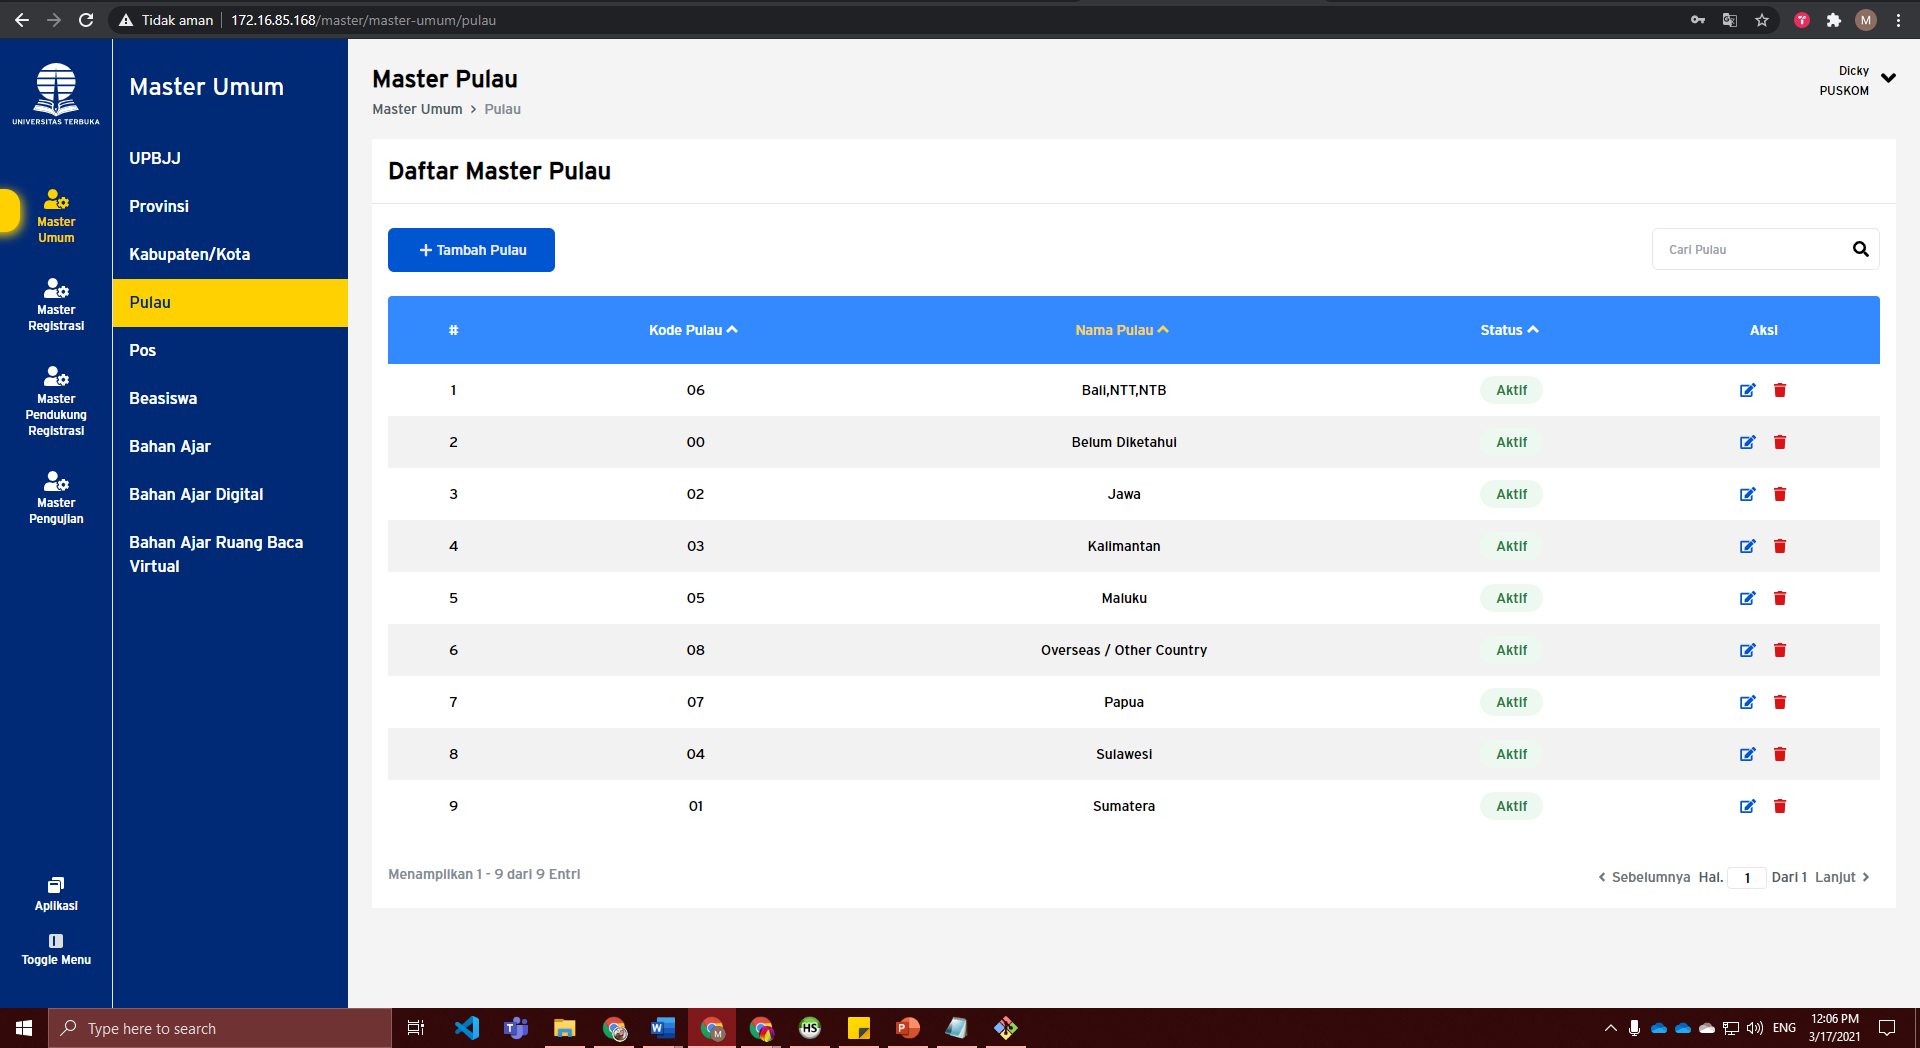 Tidak aman 172.16.85.168/master/master-umum/pulau
M
UNIVERSITAS TERBUKA
Master
Umum
Master
Registrasi
Master
Pendukung
Registrasi
Master
Pengujian
Aplikasi
Toggle Menu
Master Umum
UPBJJ
Provinsi
Kabupaten/Kota
Pulau
Pos
Beasiswa
Bahan Ajar
Bahan Ajar Digital
Bahan Ajar Ruang Baca
Virtual
Master Pulau
Master Umum > Pulau
Dicky
PUSKOM
Daftar Master Pulau
+ Tambah Pulau
Cari Pulau
# Kode Pulau Nama Pulau Status Aksi
1 06 Bali,NTT,NTB Aktif
2 00 Belum Diketahui Aktif
3 02 Jawa Aktif
4 03 Kalimantan Aktif
5 05 Maluku Aktif
6 08 Overseas / Other Country Aktif
7 07 Papua Aktif
8 04 Sulawesi Aktif
9 01 Sumatera Aktif
Menampilkan 1 - 9 dari 9 Entri
< Sebelumnya Hal. 1 Dari 1 Lanjut >
Type here to search
HS
ENG
12:06 PM
3/17/2021